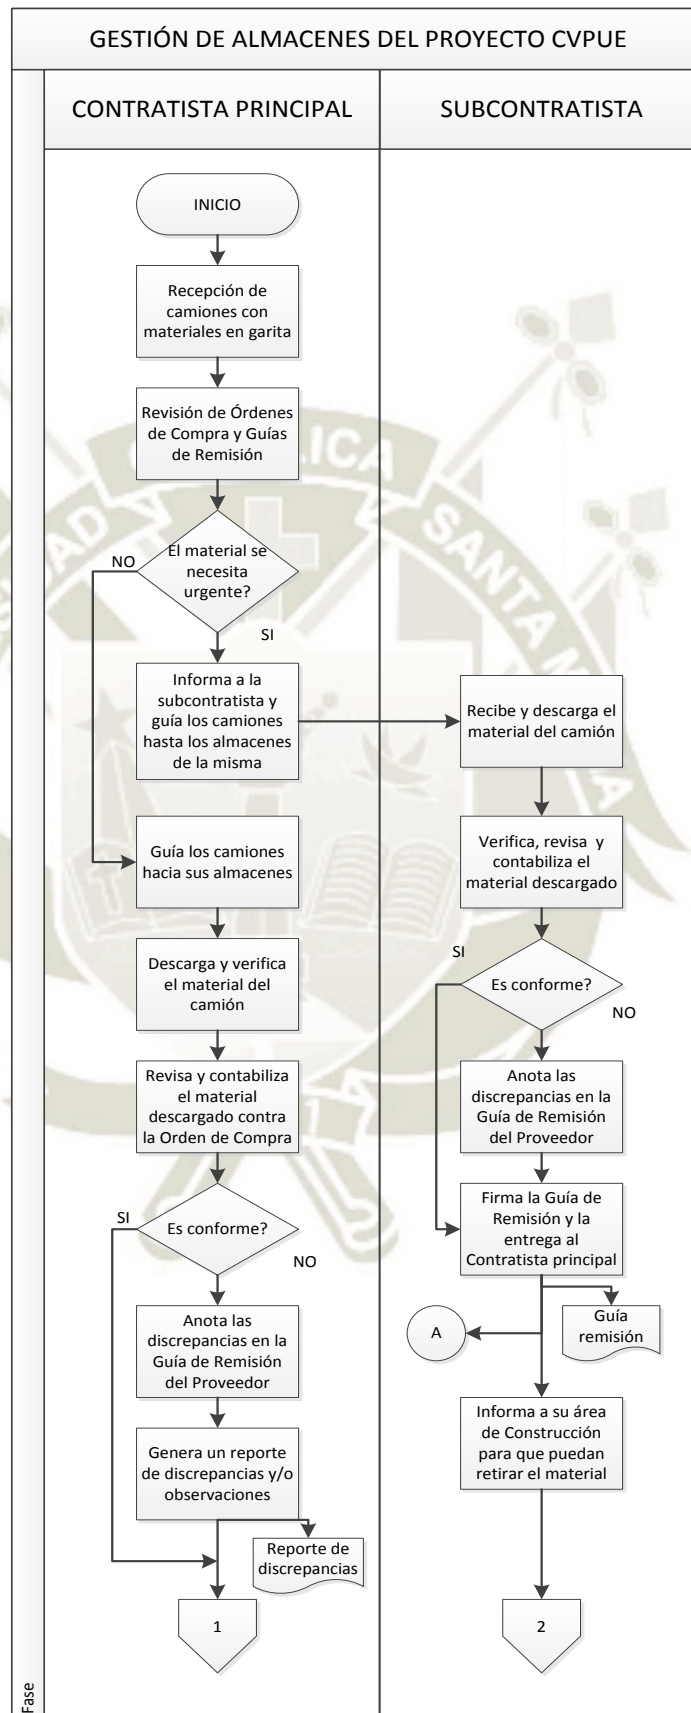 GESTIÓN DE ALMACENES DEL PROYECTO CVPUE
CONTRATISTA PRINCIPAL
SUBCONTRATISTA
INICIO
Recepción de
camiones con
materiales en garita
Revisión de Órdenes
de Compra y Guías
de Remisión
El material se
necesita
urgente?
NO
SI
Informa a la
subcontratista y
guía los camiones
hasta los almacenes
de la misma
Recibe y descarga el
material del camión
Guía los camiones
hacia sus almacenes
Verifica, revisa y
contabiliza el
material descargado
Descarga y verifica
el material del
camión
SI
Es conforme?
NO
Revisa y contabiliza
el material
descargado contra
la Orden de Compra
Anota las
discrepancias en la
Guía de Remisión
del Proveedor
SI
Es conforme?
NO
Firma la Guía de
Remisión y la
entrega al
Contratista principal
Anota las
discrepancias en la
Guía de Remisión
del Proveedor
A
Guía
remisión
Genera un reporte
de discrepancias y/o
observaciones
Informa a su área
de Construcción
para que puedan
retirar el material
Reporte de
discrepancias
1
2
Fase
SANTA M